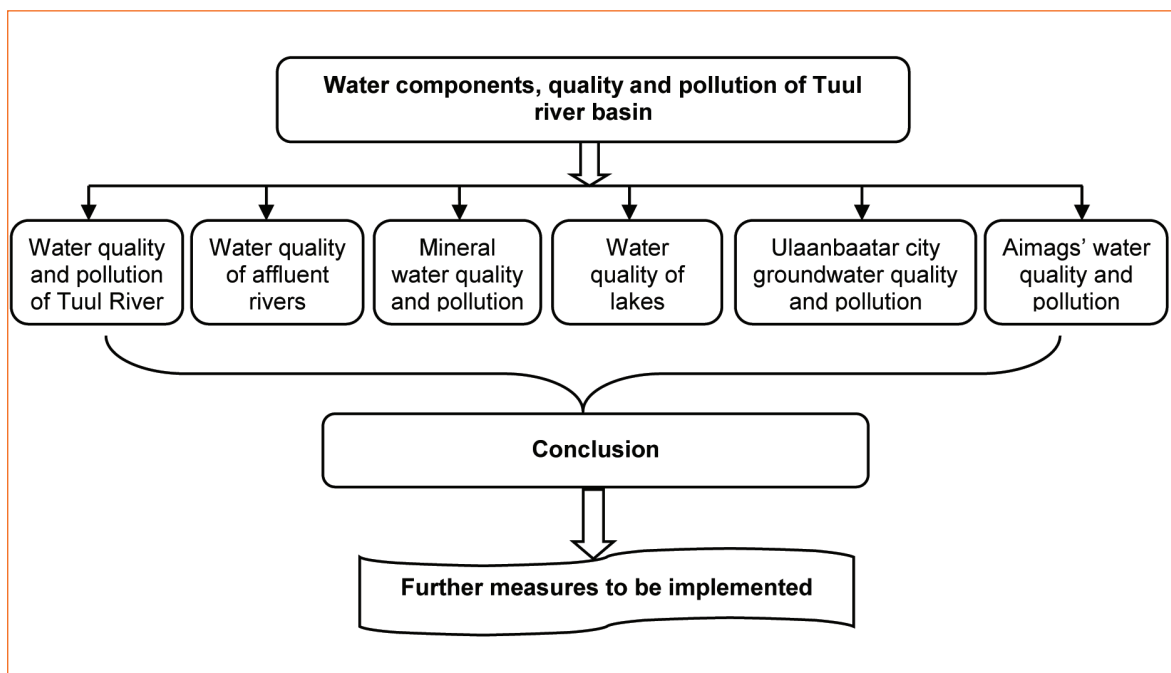 Water components, quality and pollution of Tuul
river basin
Water quality
and pollution
of Tuul River
Water quality
of affluent
rivers
Mineral
water quality
and pollution
Water
quality of
lakes
Ulaanbaatar city
groundwater quality
and pollution
Aimags’ water
quality and
pollution
Conclusion
Further measures to be implemented